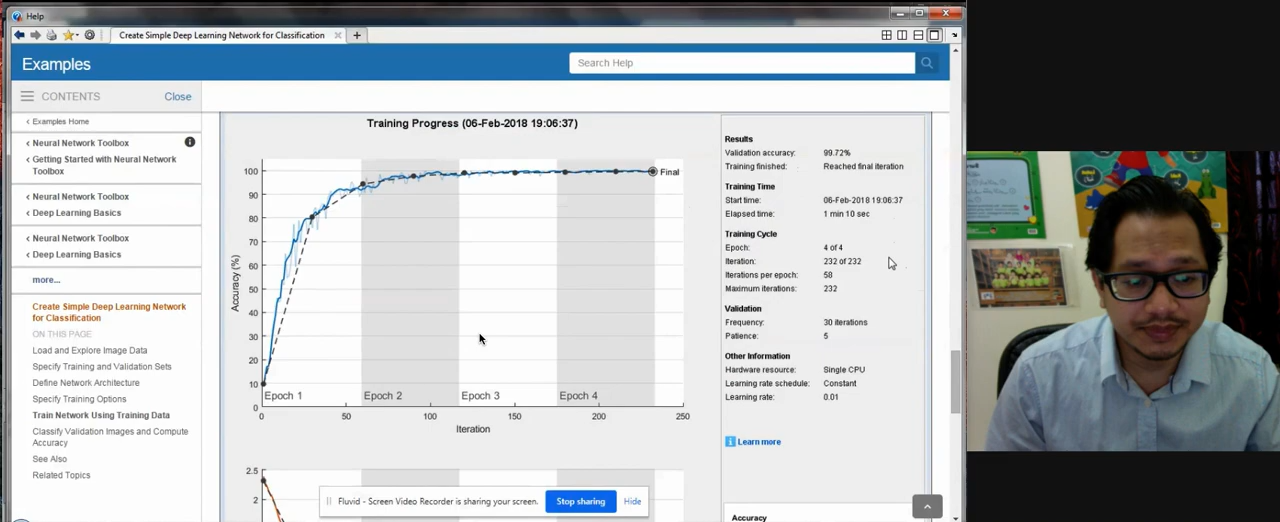 Help
Create Simple Deep Learning Network for Classification
Examples
Search Help
CONTENTS
Close
Examples Home
Neural Network Toolbox
Getting Started with Neural Network
Toolbox
Neural Network Toolbox
Deep Learning Basics
Neural Network Toolbox
Deep Learning Basics
more...
Create Simple Deep Learning Network
for Classification
ON THIS PAGE
Load and Explore Image Data
Specify Training and Validation Sets
Define Network Architecture
Specify Training Options
Train Network Using Training Data
Classify Validation Images and Compute
Accuracy
See Also
Related Topics
Training Progress (06-Feb-2018 19:06:37)
Accuracy (%)
100
90
80
70
60
50
40
30
20
10
0
Final
Epoch 1
Epoch 2
Epoch 3
Epoch 4
0 50 100 150 200 250
Iteration
2.5
2
Results
Validation accuracy: 99.72%
Training finished: Reached final iteration
Training Time
Start time: 06-Feb-2018 19:06:37
Elapsed time: 1 min 10 sec
Training Cycle
Epoch: 4 of 4
Iteration: 232 of 232
Iterations per epoch: 58
Maximum iterations: 232
Validation
Frequency: 30 iterations
Patience: 5
Other Information
Hardware resource: Single CPU
Learning rate schedule: Constant
Learning rate: 0.01
Learn more
Accuracy
Fluvid - Screen Video Recorder is sharing your screen.
Stop sharing
Hide